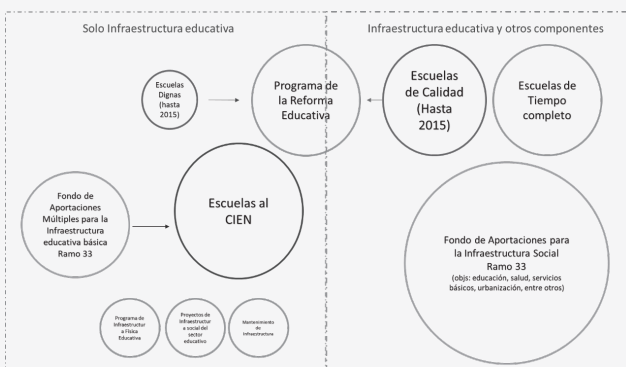 Solo Infraestructura educativa
Infraestructura educativa y otros componentes
Escuelas
Dignas
(hasta
2015)
Programa de
la Reforma
Educativa
Escuelas
de Calidad
(Hasta
2015)
Escuelas de
Tiempo
completo
Fondo de
Aportaciones
Múltiples para la
Infraestructura
educativa básica
Ramo 33
Escuelas al
CIEN
Fondo de Aportaciones para
la Infraestructura Social
Ramo 33
(objs: educación, salud, servicios
básicos, urbanización, entre otros)
Programa de
Infraestructur
a Física
Educativa
Proyectos de
Infraestructur
a social del
sector
educativo
Mantenimiento
de
Infraestructura